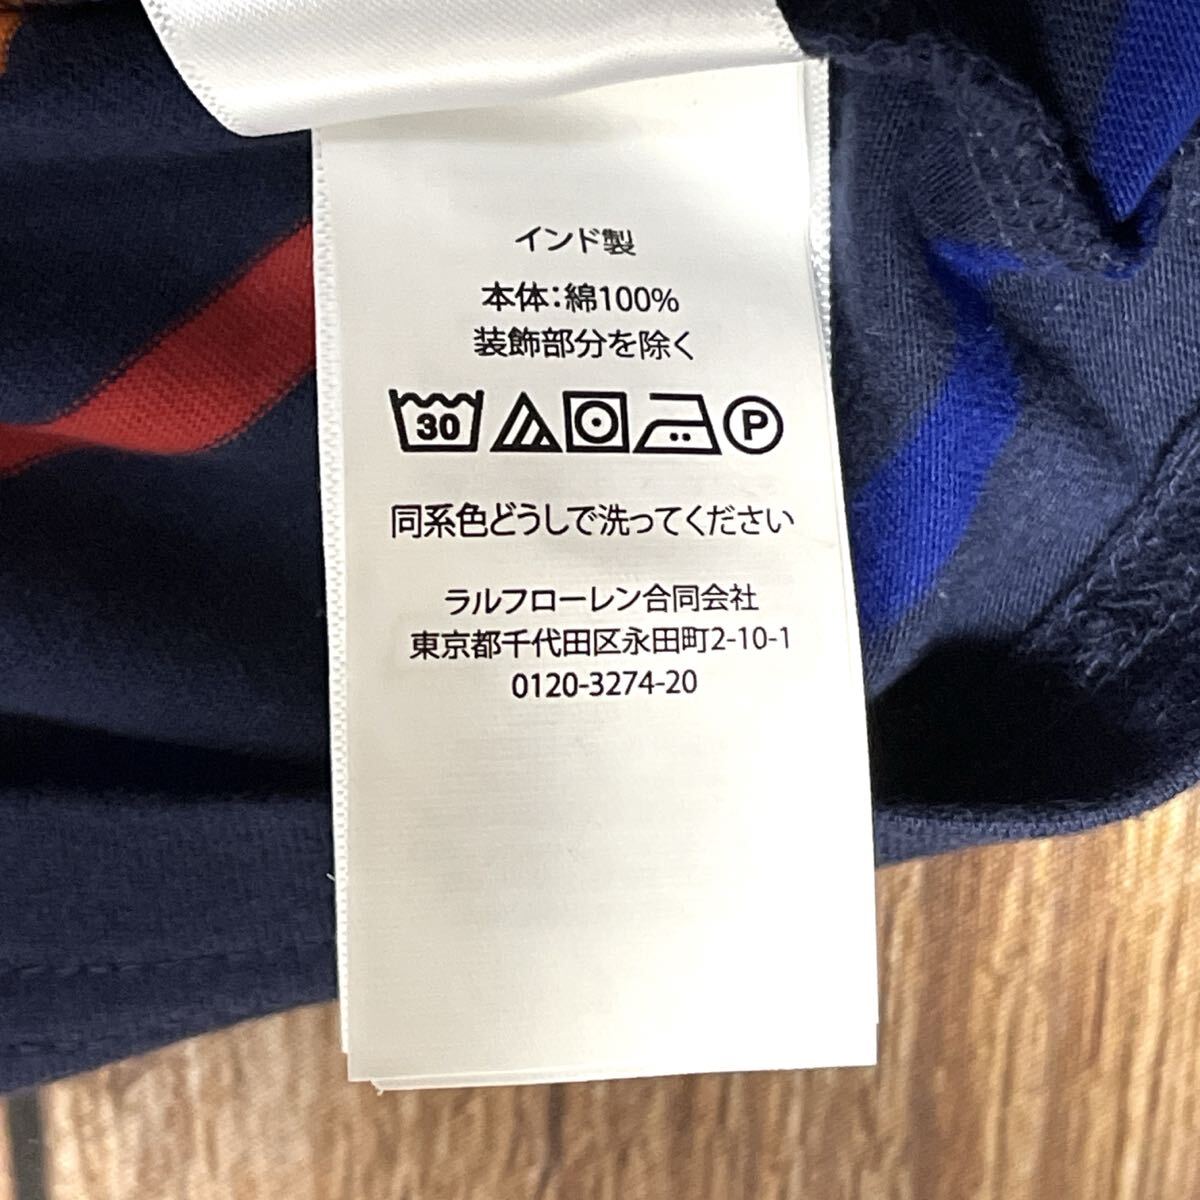 インド製
本体:綿100%
装飾部分を除く
30 P
同系色どうしで洗ってください
ラルフローレン合同会社
東京都千代田区永田町2-10-1
0120-3274-20